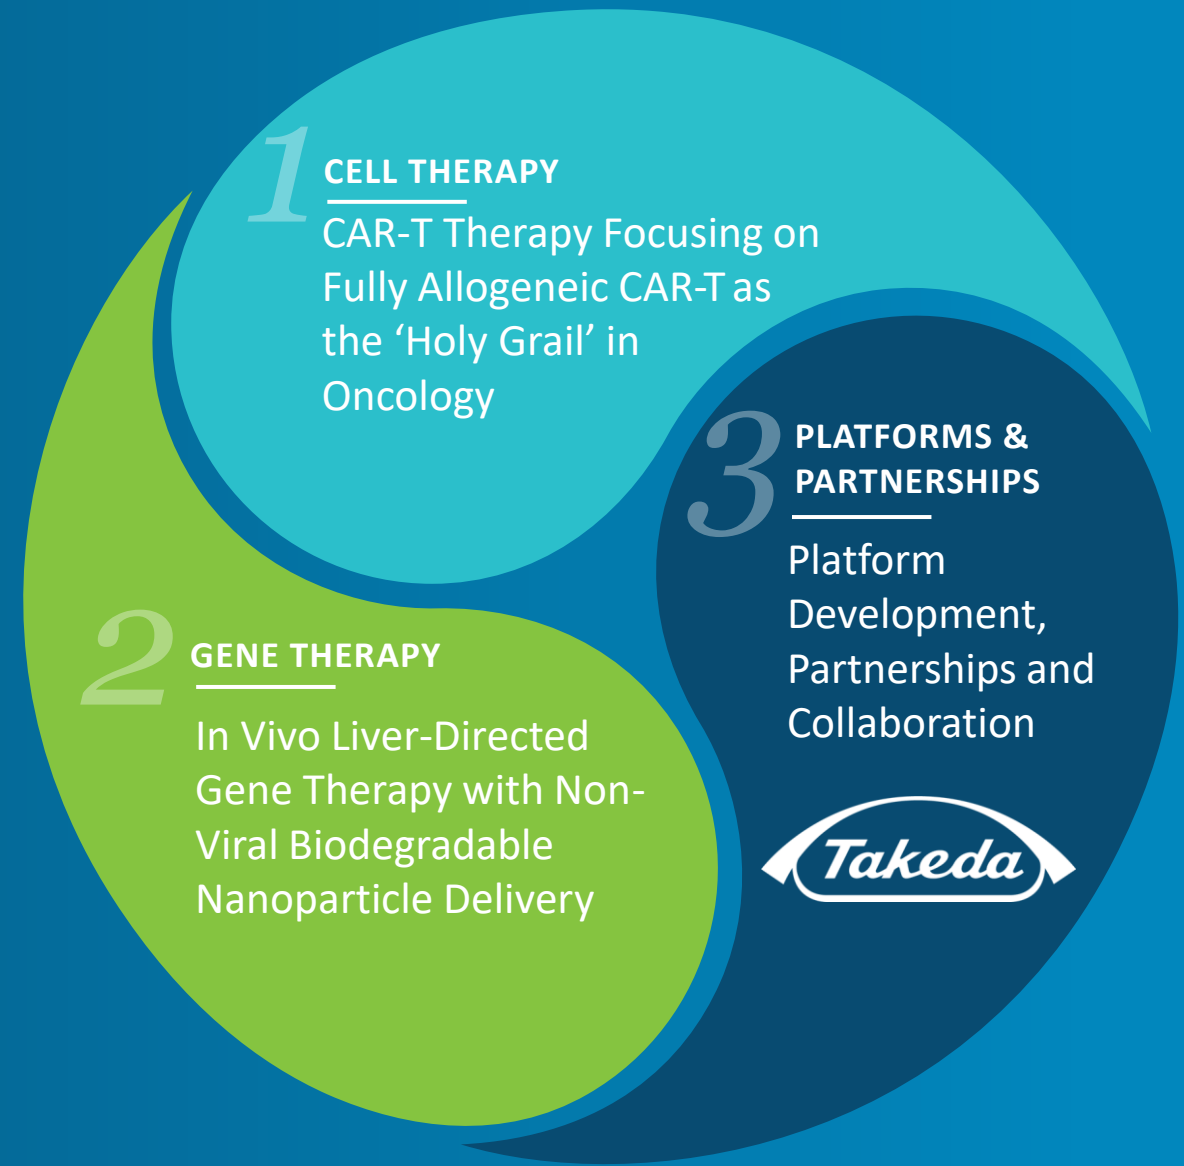 1
CELL THERAPY
CAR-T Therapy Focusing on
Fully Allogeneic CAR-T as
the ‘Holy Grail’ in
Oncology
2
GENE THERAPY
In Vivo Liver-Directed
Gene Therapy with Non-
Viral Biodegradable
Nanoparticle Delivery
3
PLATFORMS &
PARTNERSHIPS
Platform
Development,
Partnerships and
Collaboration
Takeda